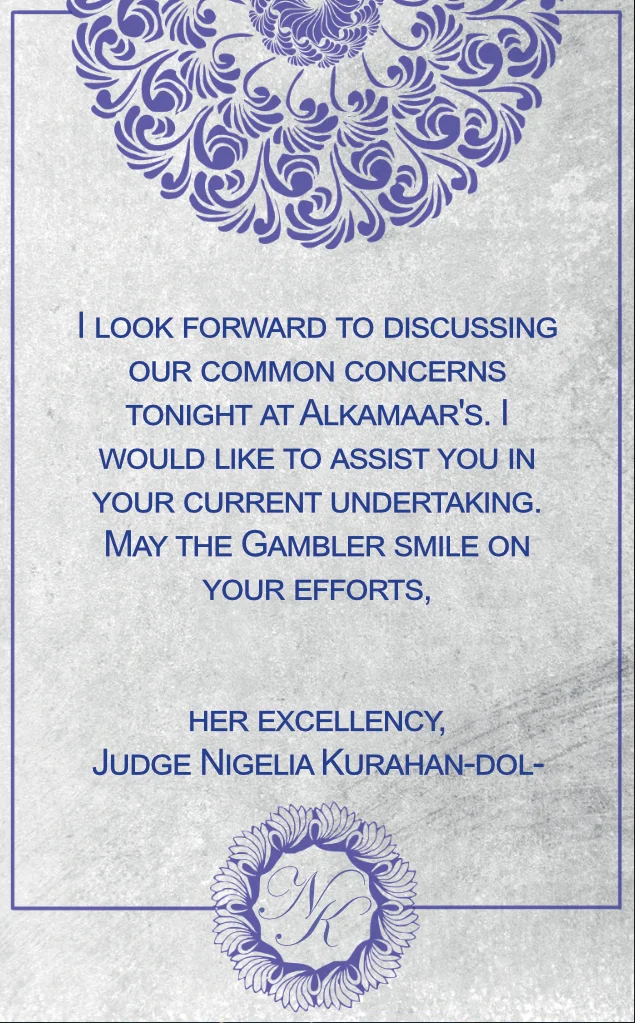 I LOOK FORWARD TO DISCUSSING
OUR COMMON CONCERNS
TONIGHT AT ALKAMAAR'S. I
WOULD LIKE TO ASSIST YOU IN
YOUR CURRENT UNDERTAKING.
MAY THE GAMBLER SMILE ON
YOUR EFFORTS,
HER EXCELLENCY,
JUDGE NIGELIA KURAHAN-DOL-
NK